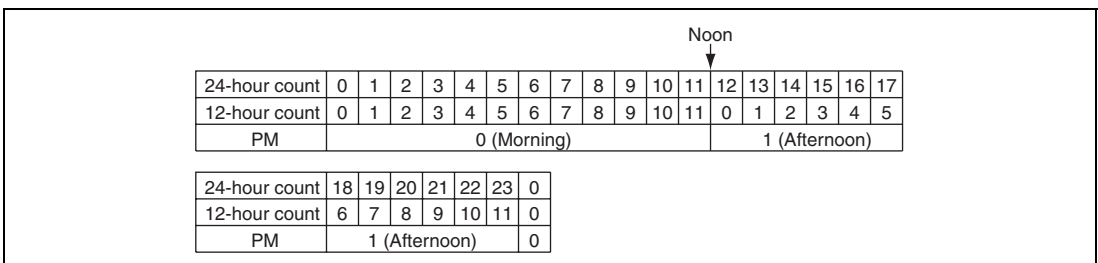 Noon
24-hour count 0 1 2 3 4 5 6 7 8 9 10 11 12 13 14 15 16 17
12-hour count 0 1 2 3 4 5 6 7 8 9 10 11 0 1 2 3 4 5
PM 0 (Morning) 1 (Afternoon)
24-hour count 18 19 20 21 22 23 0
12-hour count 6 7 8 9 10 11 0
PM 1 (Afternoon) 0